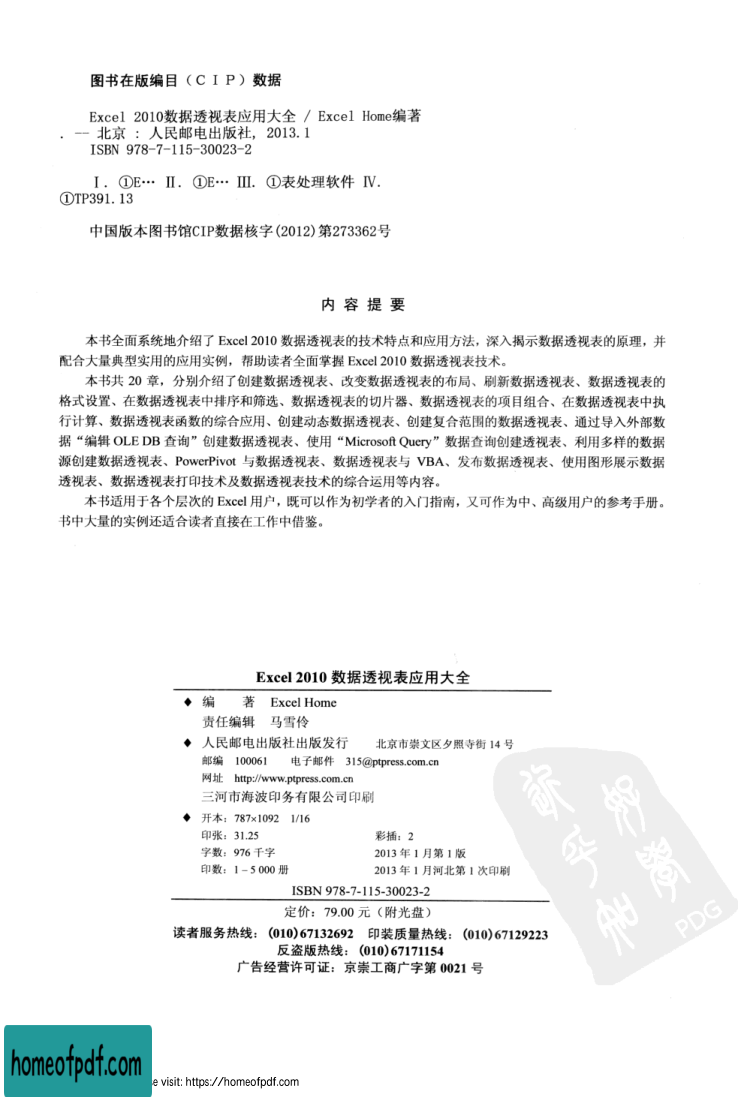 图书在版编目（CIP）数据
Excel 2010数据透视表应用大全 / Excel Home编著
. -- 北京 : 人民邮电出版社, 2013.1
ISBN 978-7-115-30023-2
Ⅰ. ①E… Ⅱ. ①E… Ⅲ. ①表处理软件 Ⅳ.
①TP391.13
中国版本图书馆CIP数据核字(2012)第273362号
内 容 提 要
本书全面系统地介绍了 Excel 2010 数据透视表的技术特点和应用方法，深入揭示数据透视表的原理，并
配合大量典型实用的应用实例，帮助读者全面掌握 Excel 2010 数据透视表技术。
本书共 20 章，分别介绍了创建数据透视表、改变数据透视表的布局、刷新数据透视表、数据透视表的
格式设置、在数据透视表中排序和筛选、数据透视表的切片器、数据透视表的项目组合、在数据透视表中执
行计算、数据透视表函数的综合应用、创建动态数据透视表、创建复合范围的数据透视表、通过导入外部数
据“编辑 OLE DB 查询”创建数据透视表、使用“Microsoft Query”数据查询创建透视表、利用多样的数据
源创建数据透视表、PowerPivot 与数据透视表、数据透视表与 VBA、发布数据透视表、使用图形展示数据
透视表、数据透视表打印技术及数据透视表技术的综合运用等内容。
本书适用于各个层次的 Excel 用户，既可以作为初学者的入门指南，又可作为中、高级用户的参考手册。
书中大量的实例还适合读者直接在工作中借鉴。
Excel 2010 数据透视表应用大全
◆ 编 著 Excel Home
责任编辑 马雪伶
◆ 人民邮电出版社出版发行 北京市崇文区夕照寺街 14 号
邮编 100061 电子邮件 315@ptpress.com.cn
网址 http://www.ptpress.com.cn
三河市海波印务有限公司印刷
◆ 开本：787×1092 1/16
印张：31.25 彩插：2
字数：976 千字 2013 年 1 月第 1 版
印数：1－5 000 册 2013 年 1 月河北第 1 次印刷
ISBN 978-7-115-30023-2
定价：79.00 元（附光盘）
读者服务热线：(010)67132692 印装质量热线：(010)67129223
反盗版热线：(010)67171154
广告经营许可证：京崇工商广字第 0021 号
PDG
homeofpdf.com
e visit: https://homeofpdf.com